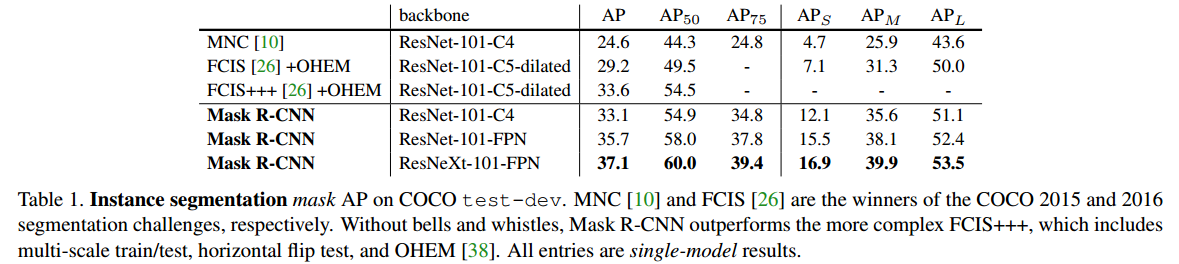 backbone AP AP50 AP75 APS APM APL
MNC [10] ResNet-101-C4 24.6 44.3 24.8 4.7 25.9 43.6
FCIS [26] +OHEM ResNet-101-C5-dilated 29.2 49.5 - 7.1 31.3 50.0
FCIS+++ [26] +OHEM ResNet-101-C5-dilated 33.6 54.5 - - - -
Mask R-CNN ResNet-101-C4 33.1 54.9 34.8 12.1 35.6 51.1
Mask R-CNN ResNet-101-FPN 35.7 58.0 37.8 15.5 38.1 52.4
Mask R-CNN ResNeXt-101-FPN 37.1 60.0 39.4 16.9 39.9 53.5
Table 1. Instance segmentation mask AP on COCO test-dev. MNC [10] and FCIS [26] are the winners of the COCO 2015 and 2016
segmentation challenges, respectively. Without bells and whistles, Mask R-CNN outperforms the more complex FCIS+++, which includes
multi-scale train/test, horizontal flip test, and OHEM [38]. All entries are single-model results.